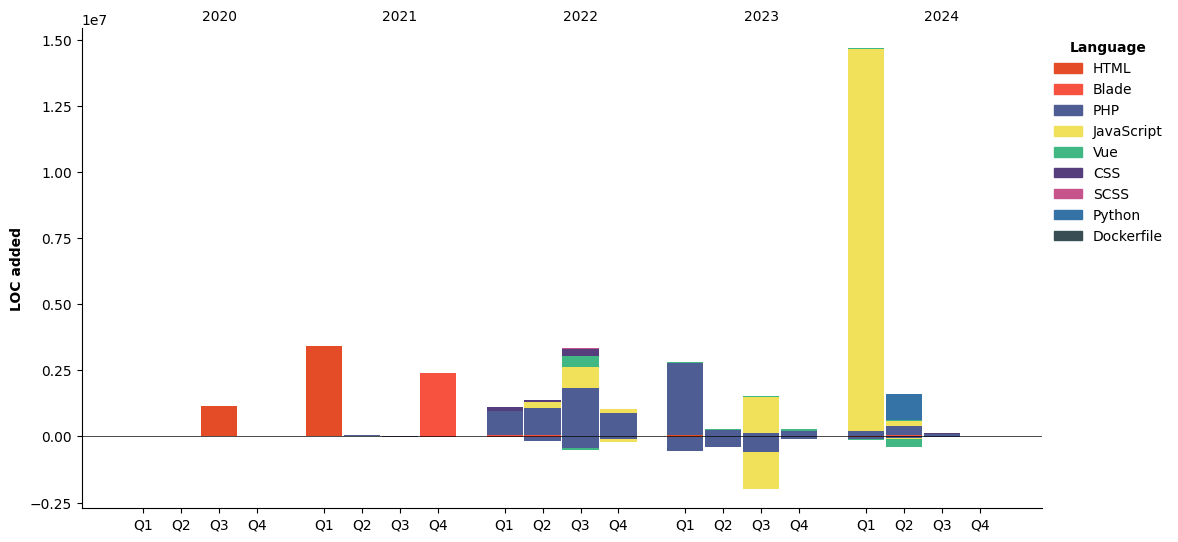 2020 2021 2022 2023 2024
1e7
Language
HTML
Blade
PHP
JavaScript
Vue
CSS
SCSS
Python
Dockerfile
LOC added
1.50
1.25
1.00
0.75
0.50
0.25
0.00
−0.25
Q1 Q2 Q3 Q4 Q1 Q2 Q3 Q4 Q1 Q2 Q3 Q4 Q1 Q2 Q3 Q4 Q1 Q2 Q3 Q4